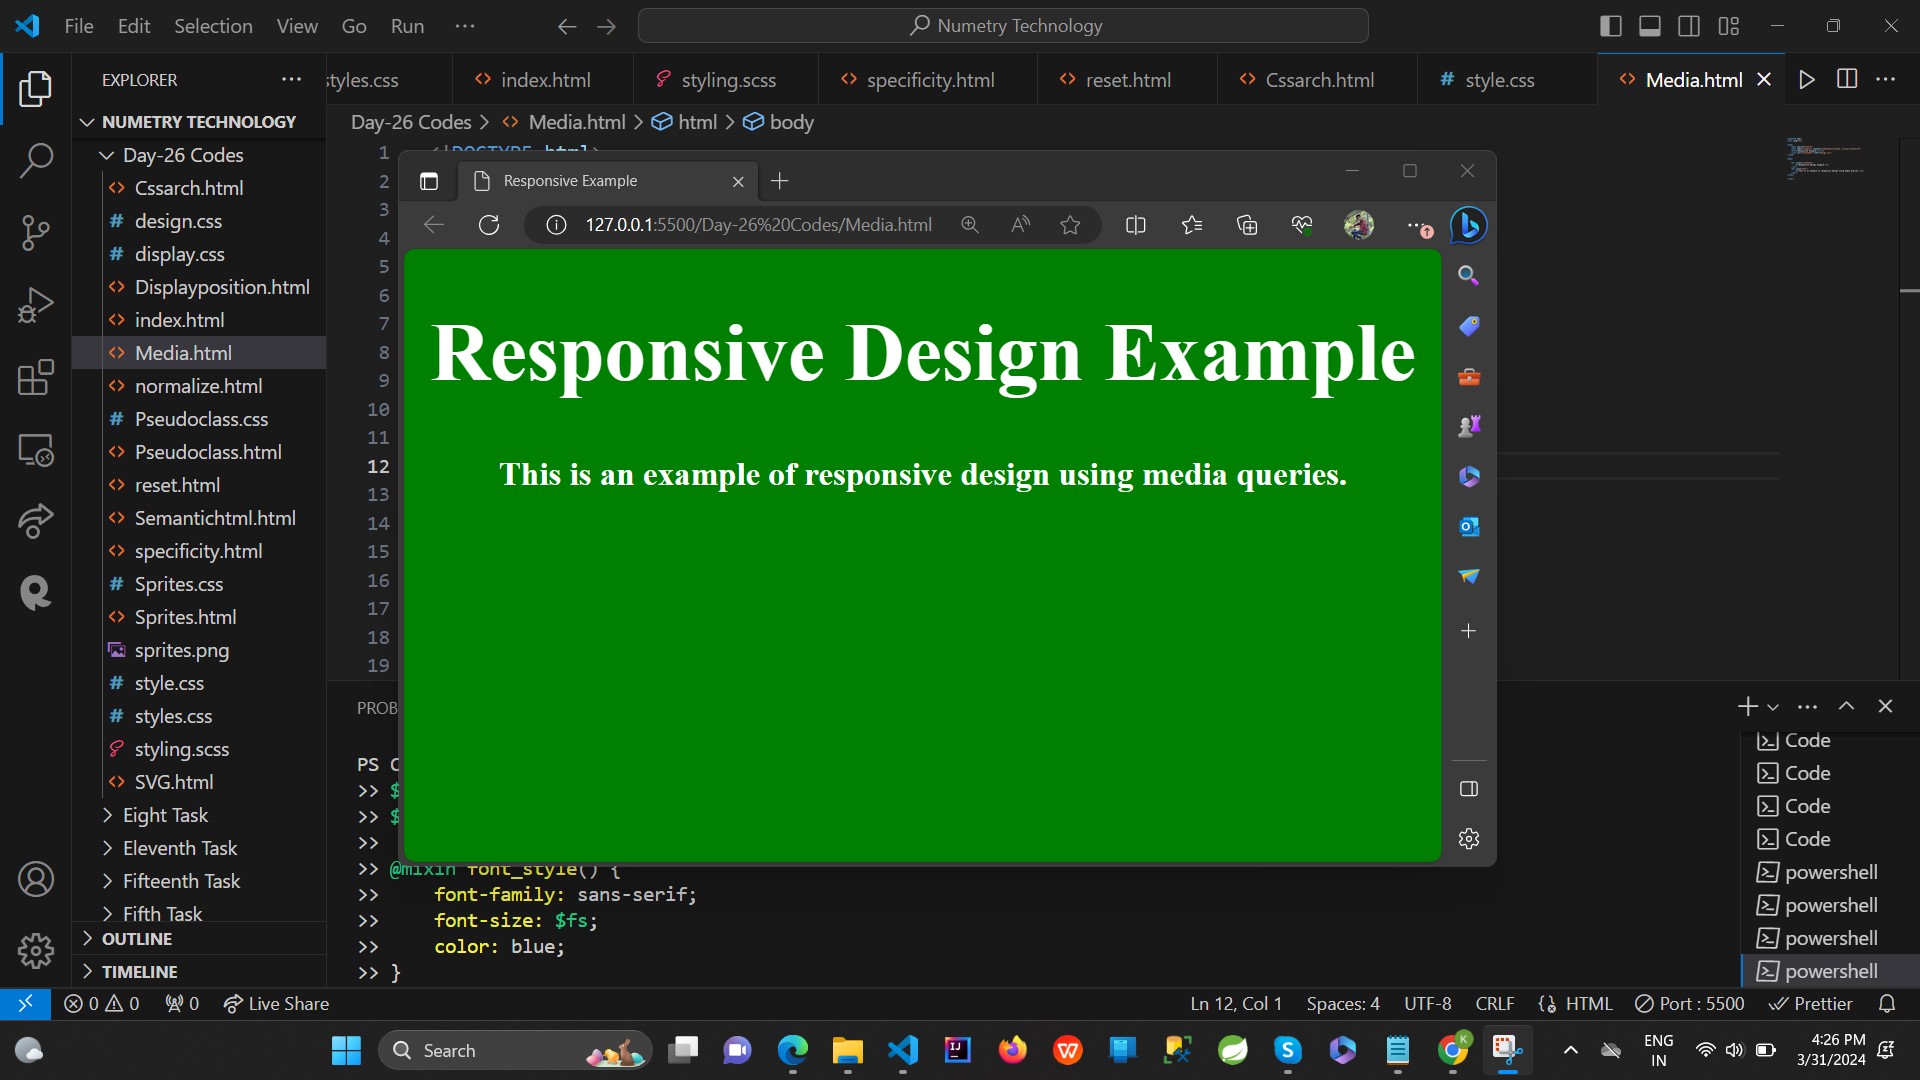 File Edit Selection View Go Run ··· Numetry Technology
EXPLORER
styles.css index.html styling.scss specificity.html reset.html Cssarch.html style.css Media.html
NUMETRY TECHNOLOGY
Day-26 Codes > Media.html > html > body
Day-26 Codes
Cssarch.html
design.css
display.css
Displayposition.html
index.html
Media.html
normalize.html
Pseudoclass.css
Pseudoclass.html
reset.html
Semantichtml.html
specificity.html
Sprites.css
Sprites.html
sprites.png
style.css
styles.css
styling.scss
SVG.html
Eight Task
Eleventh Task
Fifteenth Task
Fifth Task
OUTLINE
TIMELINE
1
2
3
4
5
6
7
8
9
10
11
12
13
14
15
16
17
18
19
Responsive Example
127.0.0.1:5500/Day-26%20Codes/Media.html
Responsive Design Example
This is an example of responsive design using media queries.
PROB
PS C
>> $
>> $
>>
>> @mixin font_style() {
>> font-family: sans-serif;
>> font-size: $fs;
>> color: blue;
>> }
Code
Code
Code
Code
powershell
powershell
powershell
powershell
0 0 0 Live Share Ln 12, Col 1 Spaces: 4 UTF-8 CRLF HTML Port : 5500 Prettier
Search
ENG
IN
4:26 PM
3/31/2024